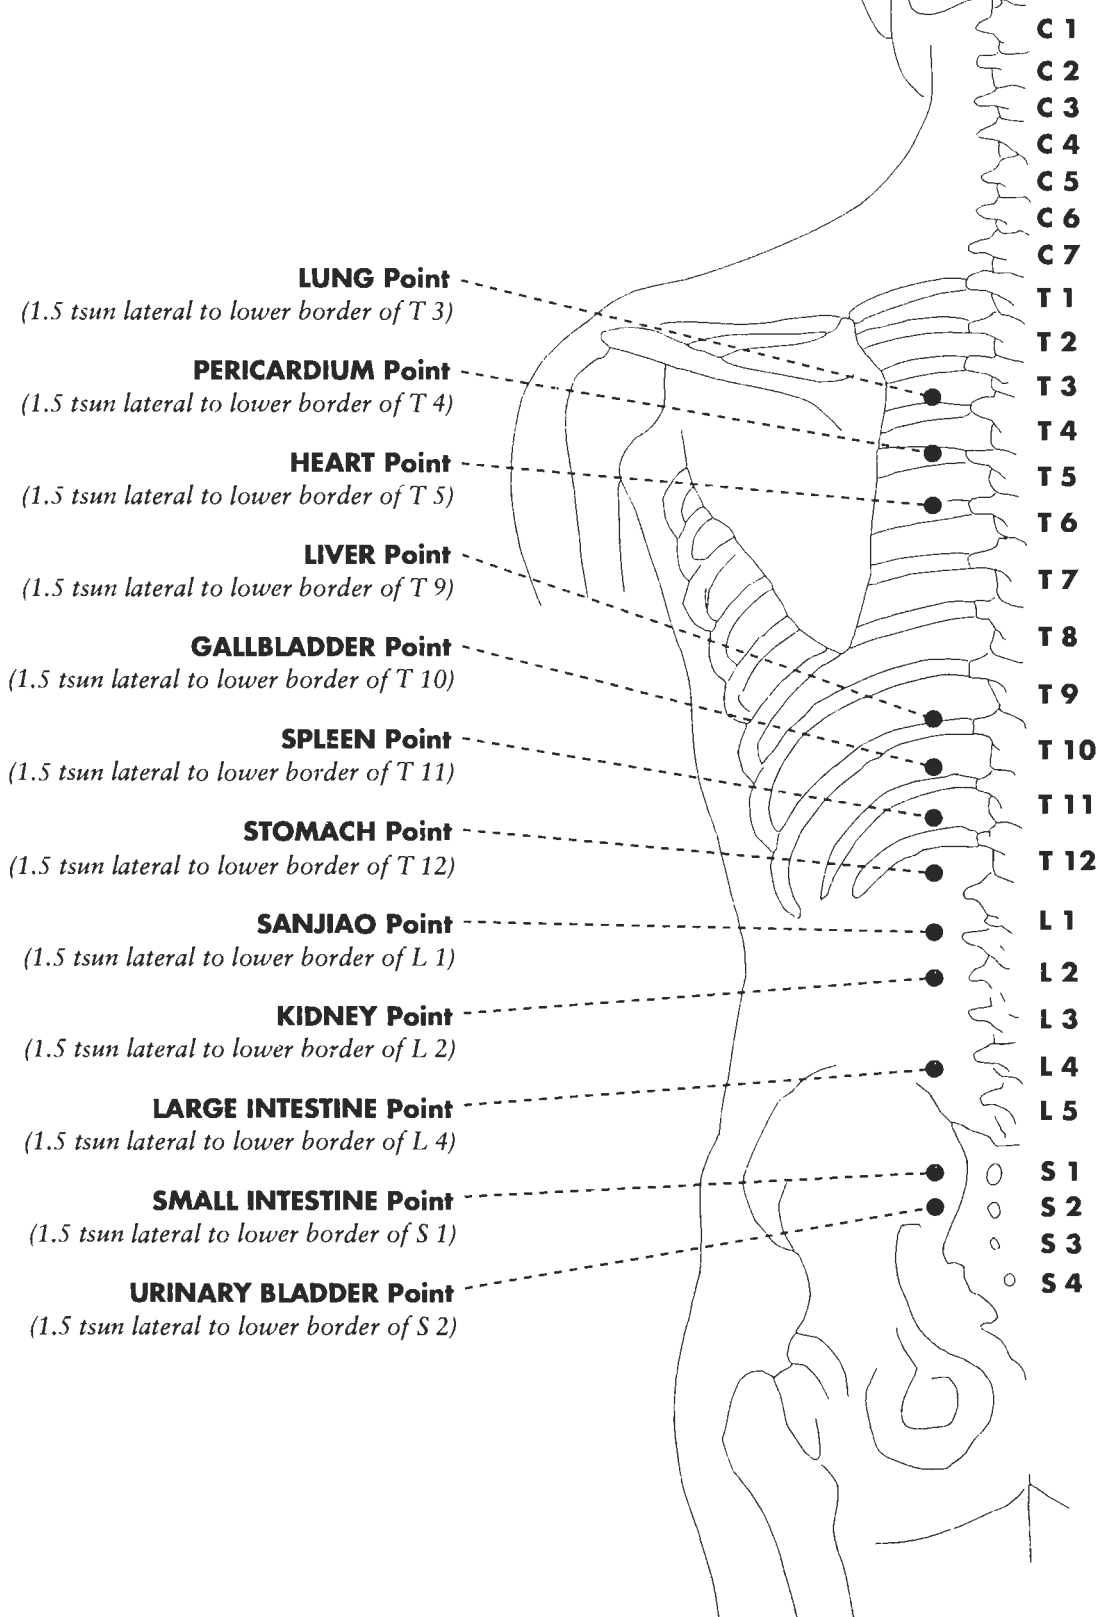 LUNG Point
(1.5 tsun lateral to lower border of T 3)
PERICARDIUM Point
(1.5 tsun lateral to lower border of T 4)
HEART Point
(1.5 tsun lateral to lower border of T 5)
LIVER Point
(1.5 tsun lateral to lower border of T 9)
GALLBLADDER Point
(1.5 tsun lateral to lower border of T 10)
SPLEEN Point
(1.5 tsun lateral to lower border of T 11)
STOMACH Point
(1.5 tsun lateral to lower border of T 12)
SANJIAO Point
(1.5 tsun lateral to lower border of L 1)
KIDNEY Point
(1.5 tsun lateral to lower border of L 2)
LARGE INTESTINE Point
(1.5 tsun lateral to lower border of L 4)
SMALL INTESTINE Point
(1.5 tsun lateral to lower border of S 1)
URINARY BLADDER Point
(1.5 tsun lateral to lower border of S 2)
C 1
C 2
C 3
C 4
C 5
C 6
C 7
T 1
T 2
T 3
T 4
T 5
T 6
T 7
T 8
T 9
T 10
T 11
T 12
L 1
L 2
L 3
L 4
L 5
S 1
S 2
S 3
S 4